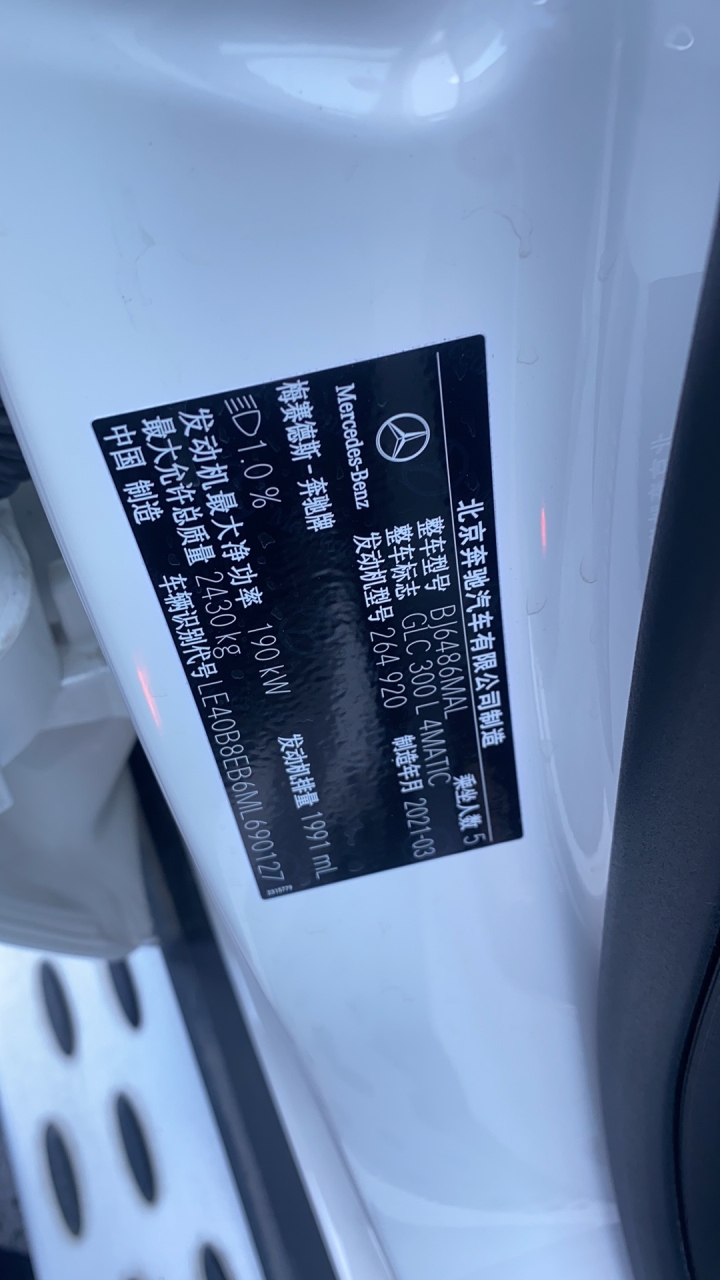 北京奔驰汽车有限公司制造
Mercedes-Benz
整车型号 BJ6486MAL
乘坐人数 5
整车标志 GLC 300 L 4MATIC
发动机型号 264 920
制造年月 2021-03
梅赛德斯 - 奔驰牌
1.0 %
发动机排量 1991 mL
发动机最大净功率 190 kW
最大允许总质量 2430 kg
车辆识别代号 LE40B8EB6ML690127
中国 制造